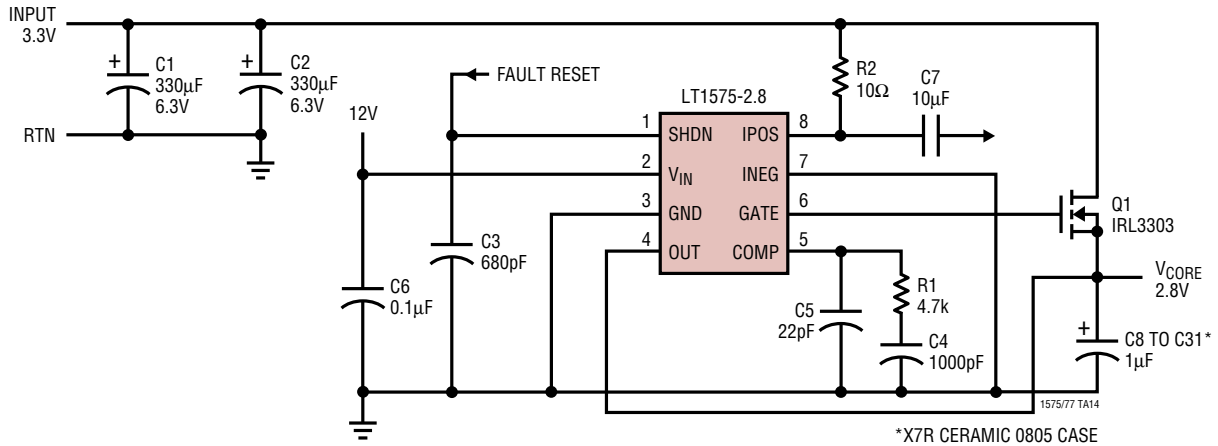 INPUT
3.3V
RTN
+
C1
330µF
6.3V
+
C2
330µF
6.3V
12V
FAULT RESET
LT1575-2.8
R2
10Ω
C7
10µF
1
SHDN
IPOS
8
2
VIN
INEG
7
3
GND
GATE
6
4
OUT
COMP
5
C6
0.1µF
C3
680pF
C5
22pF
R1
4.7k
C4
1000pF
Q1
IRL3303
VCORE
2.8V
+
C8 TO C31*
1µF
1575/77 TA14
*X7R CERAMIC 0805 CASE